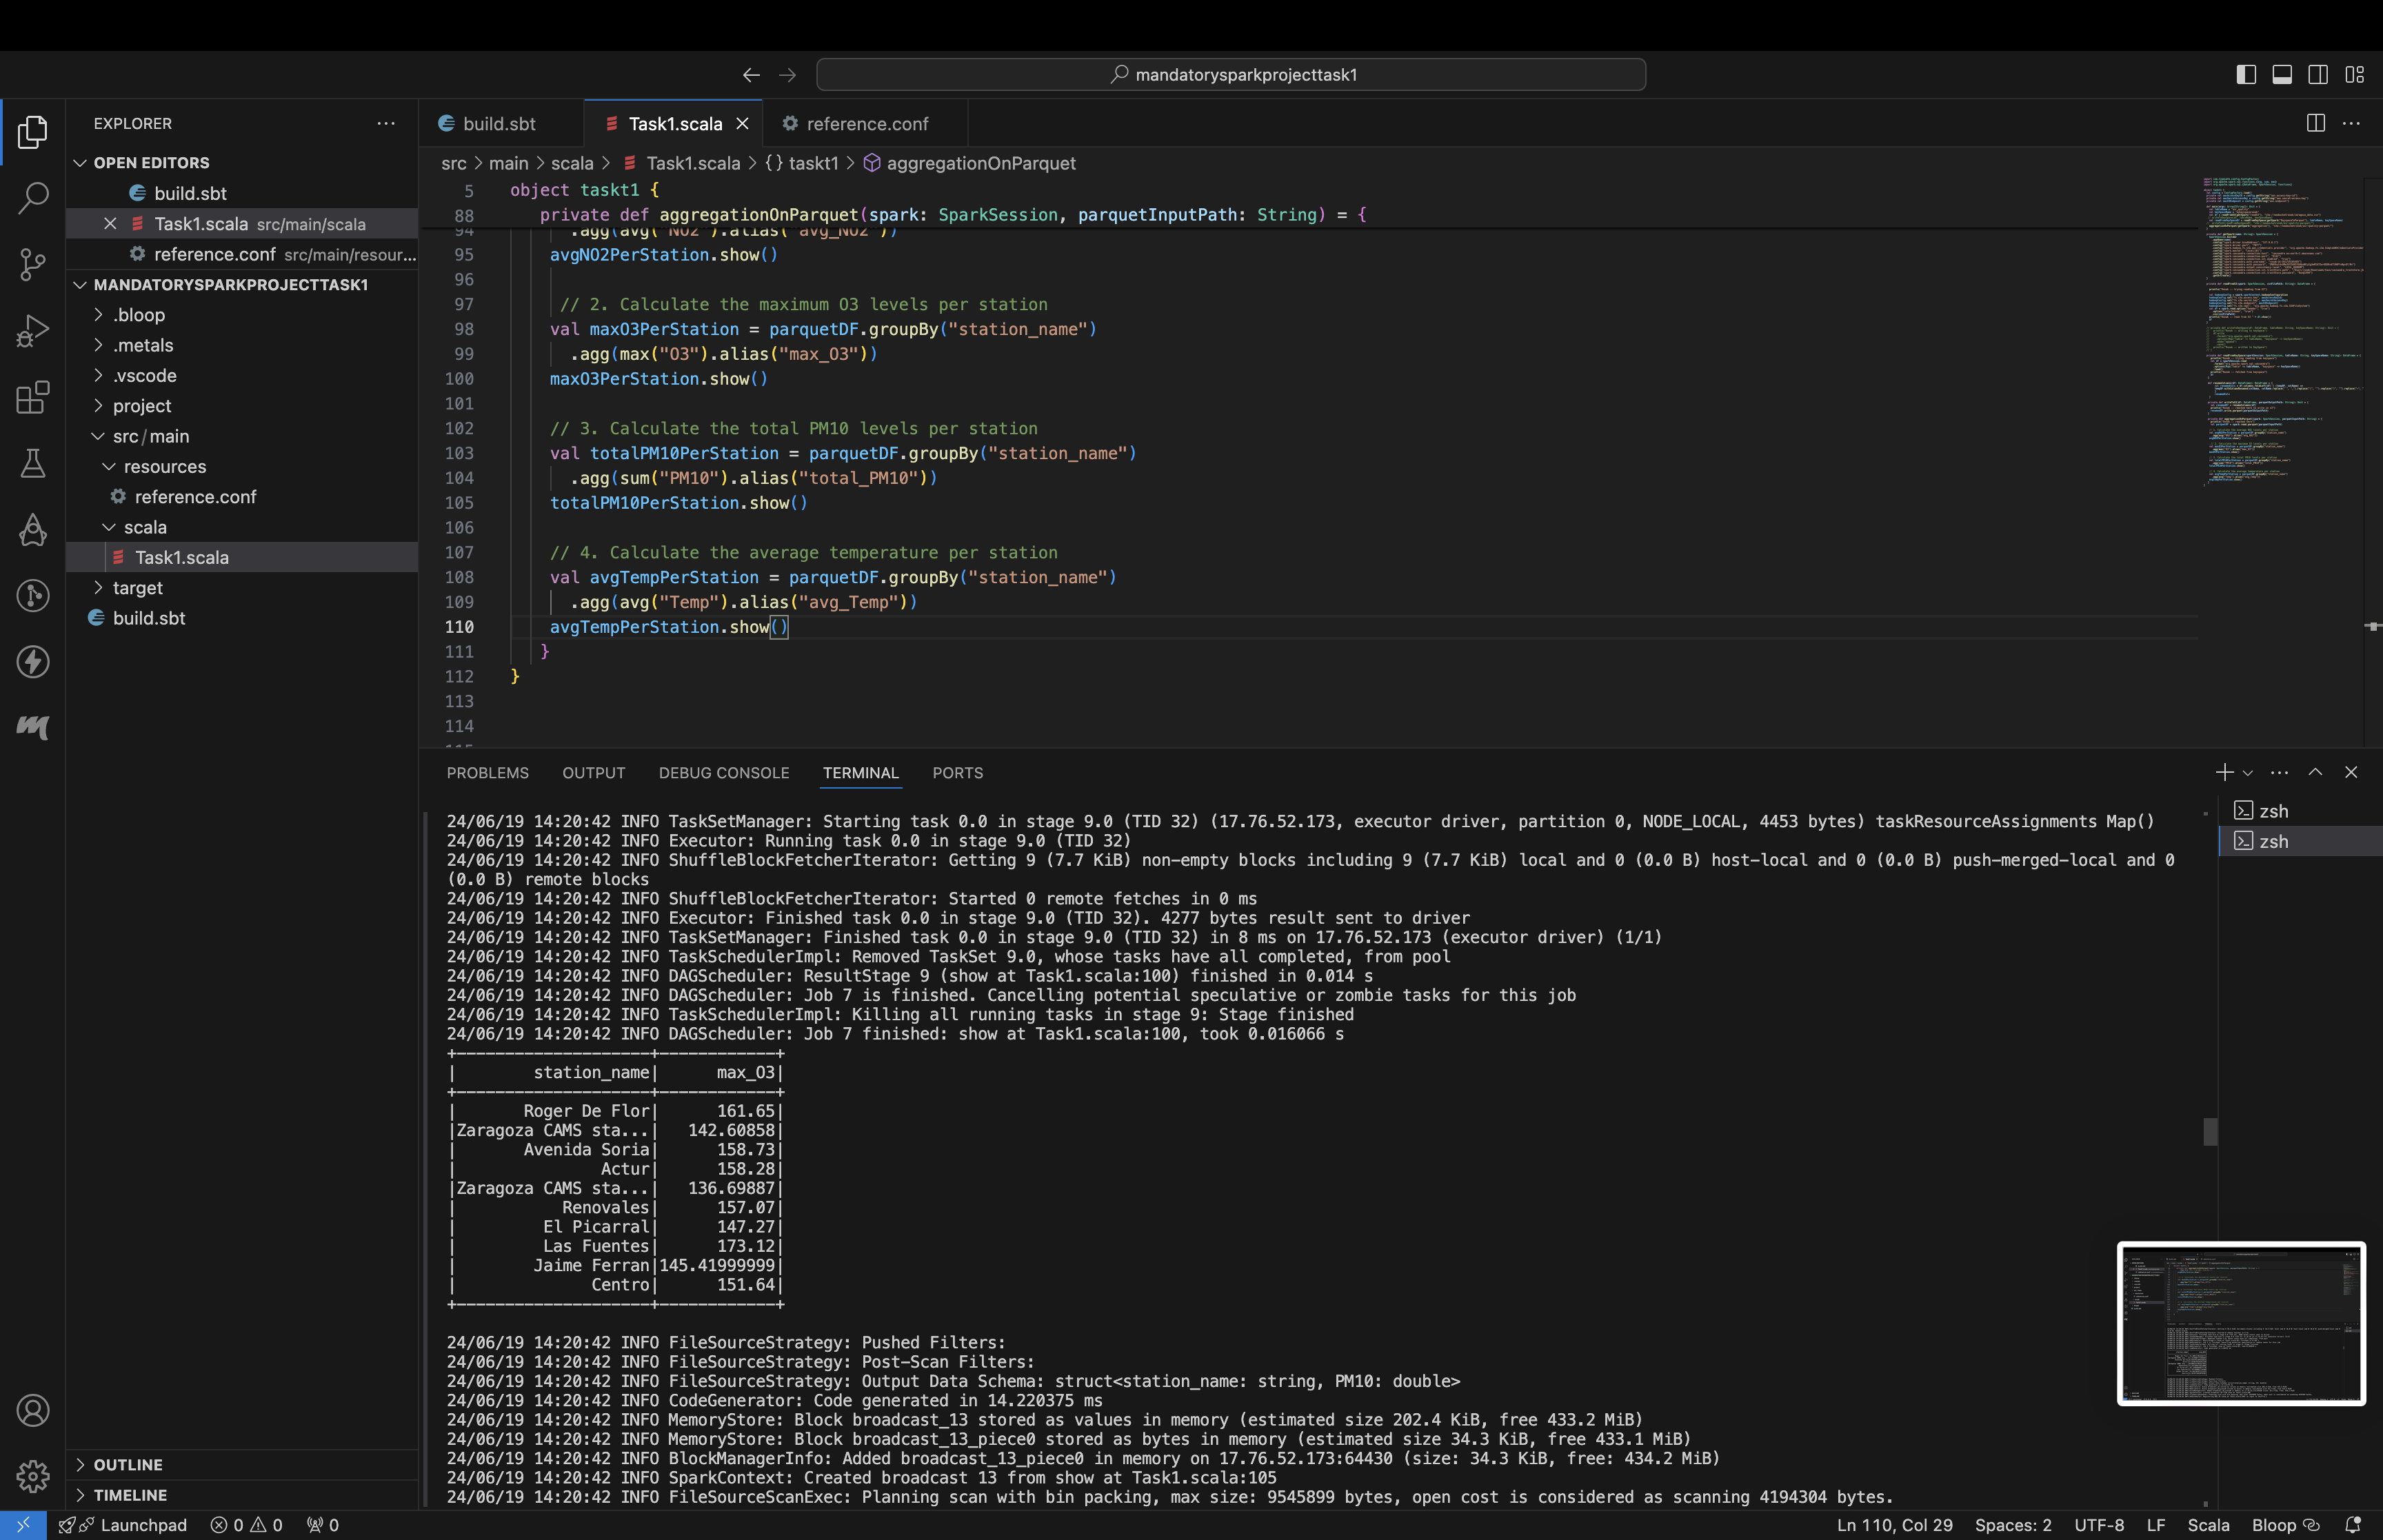 mandatorysparkprojecttask1
EXPLORER
OPEN EDITORS
build.sbt
Task1.scala src/main/scala
reference.conf src/main/resour...
MANDATORYSPARKPROJECTTASK1
.bloop
.metals
.vscode
project
src / main
resources
reference.conf
scala
Task1.scala
target
build.sbt
OUTLINE
TIMELINE
build.sbt
Task1.scala
reference.conf
src > main > scala > Task1.scala > {} taskt1 > aggregationOnParquet
5 object taskt1 {
88 private def aggregationOnParquet(spark: SparkSession, parquetInputPath: String) = {
94 .agg(avg("NO2").alias("avg_NO2"))
95 avgNO2PerStation.show()
96
97 // 2. Calculate the maximum O3 levels per station
98 val maxO3PerStation = parquetDF.groupBy("station_name")
99 .agg(max("O3").alias("max_O3"))
100 maxO3PerStation.show()
101
102 // 3. Calculate the total PM10 levels per station
103 val totalPM10PerStation = parquetDF.groupBy("station_name")
104 .agg(sum("PM10").alias("total_PM10"))
105 totalPM10PerStation.show()
106
107 // 4. Calculate the average temperature per station
108 val avgTempPerStation = parquetDF.groupBy("station_name")
109 .agg(avg("Temp").alias("avg_Temp"))
110 avgTempPerStation.show()
111 }
112 }
113
114
PROBLEMS OUTPUT DEBUG CONSOLE TERMINAL PORTS
zsh
zsh
24/06/19 14:20:42 INFO TaskSetManager: Starting task 0.0 in stage 9.0 (TID 32) (17.76.52.173, executor driver, partition 0, NODE_LOCAL, 4453 bytes) taskResourceAssignments Map()
24/06/19 14:20:42 INFO Executor: Running task 0.0 in stage 9.0 (TID 32)
24/06/19 14:20:42 INFO ShuffleBlockFetcherIterator: Getting 9 (7.7 KiB) non-empty blocks including 9 (7.7 KiB) local and 0 (0.0 B) host-local and 0 (0.0 B) push-merged-local and 0
(0.0 B) remote blocks
24/06/19 14:20:42 INFO ShuffleBlockFetcherIterator: Started 0 remote fetches in 0 ms
24/06/19 14:20:42 INFO Executor: Finished task 0.0 in stage 9.0 (TID 32). 4277 bytes result sent to driver
24/06/19 14:20:42 INFO TaskSetManager: Finished task 0.0 in stage 9.0 (TID 32) in 8 ms on 17.76.52.173 (executor driver) (1/1)
24/06/19 14:20:42 INFO TaskSchedulerImpl: Removed TaskSet 9.0, whose tasks have all completed, from pool
24/06/19 14:20:42 INFO DAGScheduler: ResultStage 9 (show at Task1.scala:100) finished in 0.014 s
24/06/19 14:20:42 INFO DAGScheduler: Job 7 is finished. Cancelling potential speculative or zombie tasks for this job
24/06/19 14:20:42 INFO TaskSchedulerImpl: Killing all running tasks in stage 9: Stage finished
24/06/19 14:20:42 INFO DAGScheduler: Job 7 finished: show at Task1.scala:100, took 0.016066 s
+--------------------+------------+
|        station_name|      max_O3|
+--------------------+------------+
|       Roger De Flor|      161.65|
|Zaragoza CAMS sta...|   142.60858|
|       Avenida Soria|      158.73|
|               Actur|      158.28|
|Zaragoza CAMS sta...|   136.69887|
|           Renovales|      157.07|
|         El Picarral|      147.27|
|         Las Fuentes|      173.12|
|        Jaime Ferran|145.41999999|
|              Centro|      151.64|
+--------------------+------------+
24/06/19 14:20:42 INFO FileSourceStrategy: Pushed Filters:
24/06/19 14:20:42 INFO FileSourceStrategy: Post-Scan Filters:
24/06/19 14:20:42 INFO FileSourceStrategy: Output Data Schema: struct<station_name: string, PM10: double>
24/06/19 14:20:42 INFO CodeGenerator: Code generated in 14.220375 ms
24/06/19 14:20:42 INFO MemoryStore: Block broadcast_13 stored as values in memory (estimated size 202.4 KiB, free 433.2 MiB)
24/06/19 14:20:42 INFO MemoryStore: Block broadcast_13_piece0 stored as bytes in memory (estimated size 34.3 KiB, free 433.1 MiB)
24/06/19 14:20:42 INFO BlockManagerInfo: Added broadcast_13_piece0 in memory on 17.76.52.173:64430 (size: 34.3 KiB, free: 434.2 MiB)
24/06/19 14:20:42 INFO SparkContext: Created broadcast 13 from show at Task1.scala:105
24/06/19 14:20:42 INFO FileSourceScanExec: Planning scan with bin packing, max size: 9545899 bytes, open cost is considered as scanning 4194304 bytes.
Launchpad 0 0 0
Ln 110, Col 29 Spaces: 2 UTF-8 LF Scala Bloop